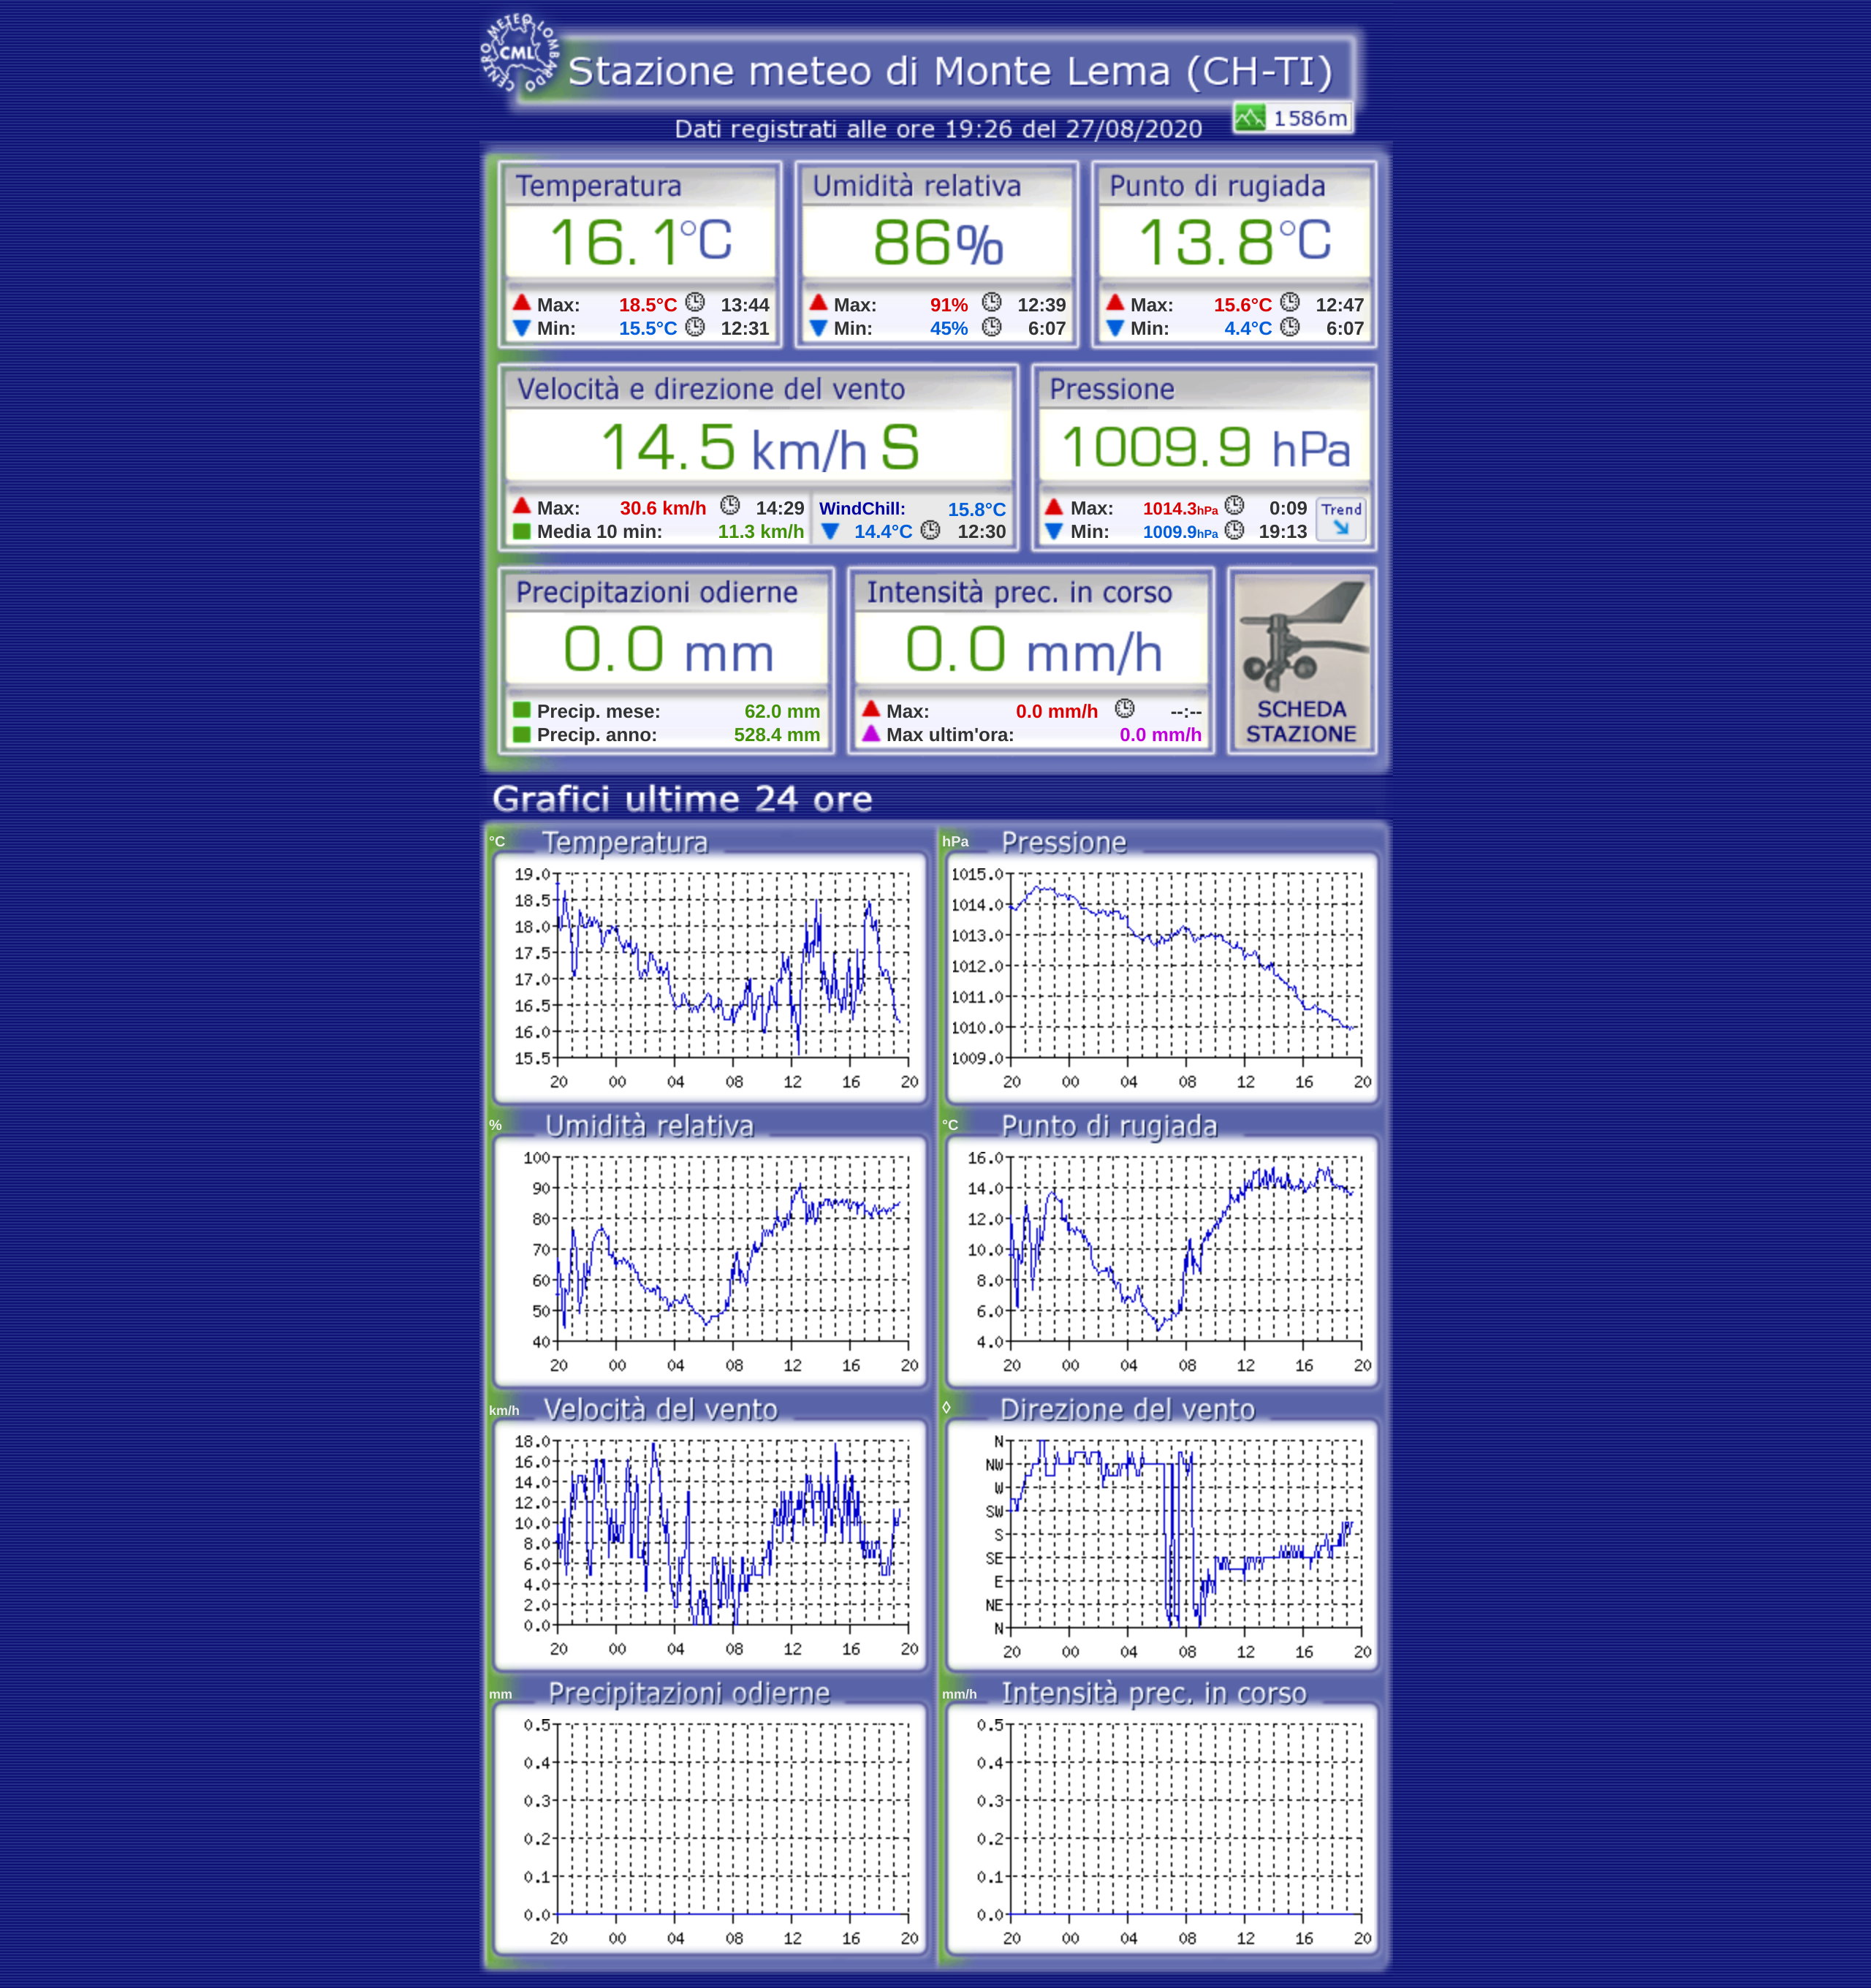 CENTRO METEO LOMBARDO
CML
Stazione meteo di Monte Lema (CH-TI)
1586m
Dati registrati alle ore 19:26 del 27/08/2020
Temperatura
16.1°C
Max: 18.5°C 13:44
Min: 15.5°C 12:31
Umidità relativa
86%
Max: 91% 12:39
Min: 45% 6:07
Punto di rugiada
13.8°C
Max: 15.6°C 12:47
Min: 4.4°C 6:07
Velocità e direzione del vento
14.5 km/h S
Max: 30.6 km/h 14:29
Media 10 min: 11.3 km/h
WindChill: 15.8°C
14.4°C 12:30
Pressione
1009.9 hPa
Max: 1014.3hPa 0:09
Min: 1009.9hPa 19:13
Trend
Precipitazioni odierne
0.0 mm
Precip. mese: 62.0 mm
Precip. anno: 528.4 mm
Intensità prec. in corso
0.0 mm/h
Max: 0.0 mm/h --:--
Max ultim'ora: 0.0 mm/h
SCHEDA
STAZIONE
Grafici ultime 24 ore
°C Temperatura
19.0
18.5
18.0
17.5
17.0
16.5
16.0
15.5
20 00 04 08 12 16 20
hPa Pressione
1015.0
1014.0
1013.0
1012.0
1011.0
1010.0
1009.0
20 00 04 08 12 16 20
% Umidità relativa
100
90
80
70
60
50
40
20 00 04 08 12 16 20
°C Punto di rugiada
16.0
14.0
12.0
10.0
8.0
6.0
4.0
20 00 04 08 12 16 20
km/h Velocità del vento
18.0
16.0
14.0
12.0
10.0
8.0
6.0
4.0
2.0
0.0
20 00 04 08 12 16 20
◊ Direzione del vento
N
NW
W
SW
S
SE
E
NE
N
20 00 04 08 12 16 20
mm Precipitazioni odierne
0.5
0.4
0.3
0.2
0.1
0.0
20 00 04 08 12 16 20
mm/h Intensità prec. in corso
0.5
0.4
0.3
0.2
0.1
0.0
20 00 04 08 12 16 20